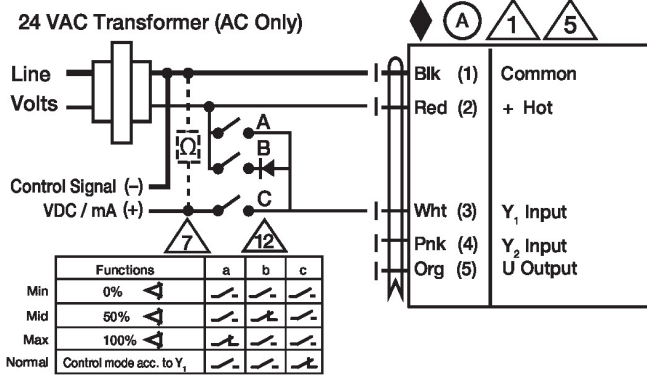 24 VAC Transformer (AC Only)
A 1 5
Line
Volts
Blk (1) Common
Red (2) + Hot
A
Ω
B
Control Signal (–)
VDC / mA (+)
C
Wht (3) Y₁ Input
Pnk (4) Y₂ Input
Org (5) U Output
7 12
Functions a b c
Min 0%
Mid 50%
Max 100%
Normal Control mode acc. to Y₁